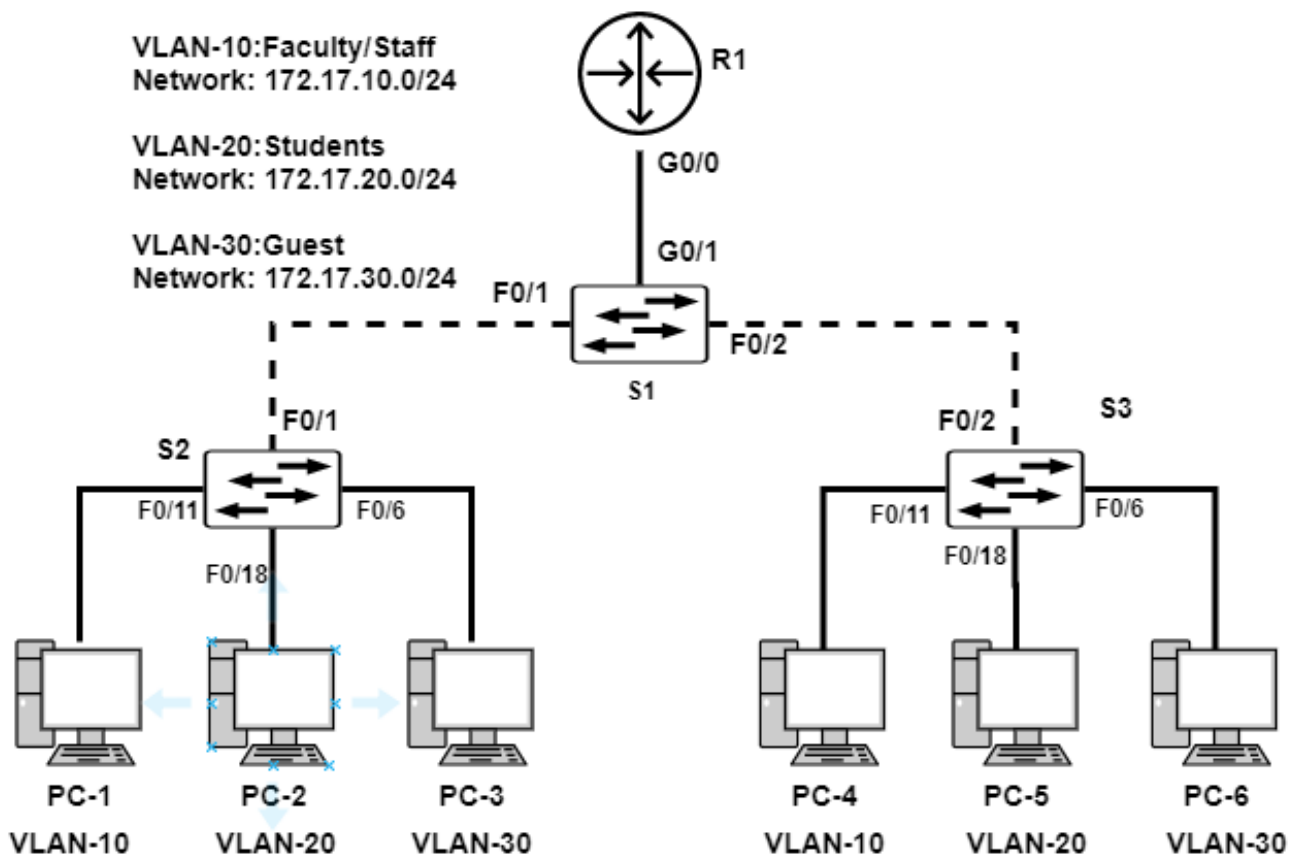 VLAN-10:Faculty/Staff
Network: 172.17.10.0/24
VLAN-20:Students
Network: 172.17.20.0/24
VLAN-30:Guest
Network: 172.17.30.0/24
R1
G0/0
G0/1
F0/1
F0/2
S1
F0/1
S2
F0/11
F0/6
F0/18
F0/2
S3
F0/11
F0/6
F0/18
PC-1
PC-2
PC-3
PC-4
PC-5
PC-6
VLAN-10
VLAN-20
VLAN-30
VLAN-10
VLAN-20
VLAN-30